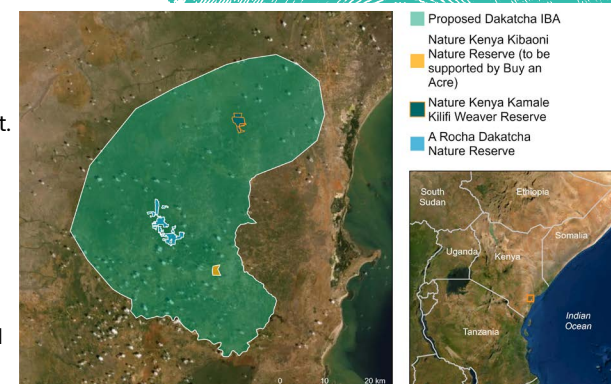 t.
Proposed Dakatcha IBA
Nature Kenya Kibaoni
Nature Reserve (to be
supported by Buy an
Acre)
Nature Kenya Kamale
Kilifi Weaver Reserve
A Rocha Dakatcha
Nature Reserve
South
Sudan
Ethiopia
Somalia
Uganda
Kenya
Indian
Ocean
Tanzania
0 10 20 km